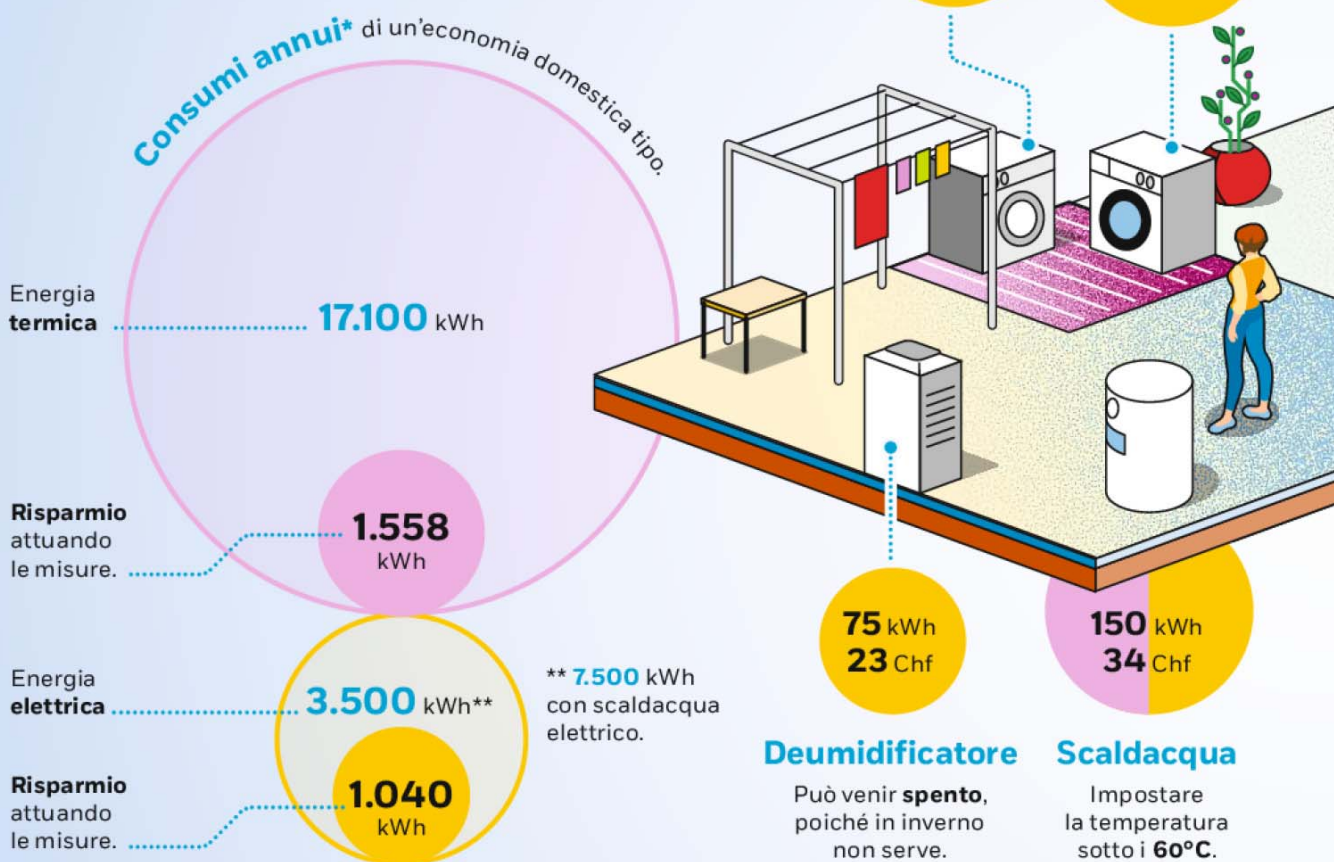 Consumi annui* di un'economia domestica tipo.
Energia
termica
17.100 kWh
Risparmio
attuando
le misure.
1.558
kWh
Energia
elettrica
3.500 kWh**
** 7.500 kWh
con scaldacqua
elettrico.
Risparmio
attuando
le misure.
1.040
kWh
75 kWh
23 Chf
Deumidificatore
Può venir spento,
poiché in inverno
non serve.
150 kWh
34 Chf
Scaldacqua
Impostare
la temperatura
sotto i 60°C.